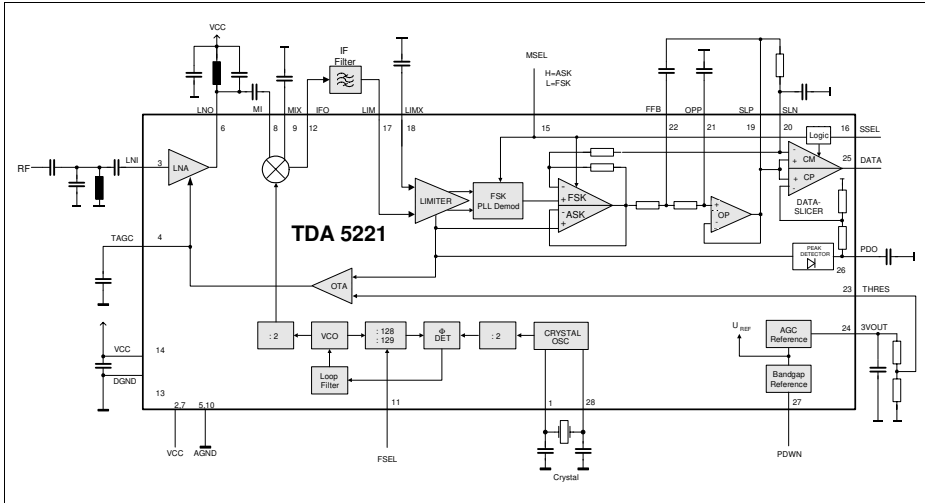 VCC
IF
Filter
MSEL
H=ASK
L=FSK
LNO
MI
MIX
IFO
LIM
LIMX
FFB
OPP
SLP
SLN
6
8
9
12
17
18
15
22
21
19
20
16
SSEL
Logic
RF
LNI
3
LNA
CM
CP
25
DATA
LIMITER
FSK
PLL Demod
-
+
FSK
ASK
-
+
+
-
OP
-
+
+
-
DATA-
SLICER
TDA 5221
TAGC
4
PEAK
DETECTOR
PDO
26
OTA
23
THRES
: 2
VCO
: 128
: 129
Φ
DET
: 2
CRYSTAL
OSC
U REF
AGC
Reference
24
3VOUT
VCC
14
DGND
Loop
Filter
Bandgap
Reference
13
2,7
5,10
11
1
28
27
VCC
AGND
FSEL
Crystal
PDWN